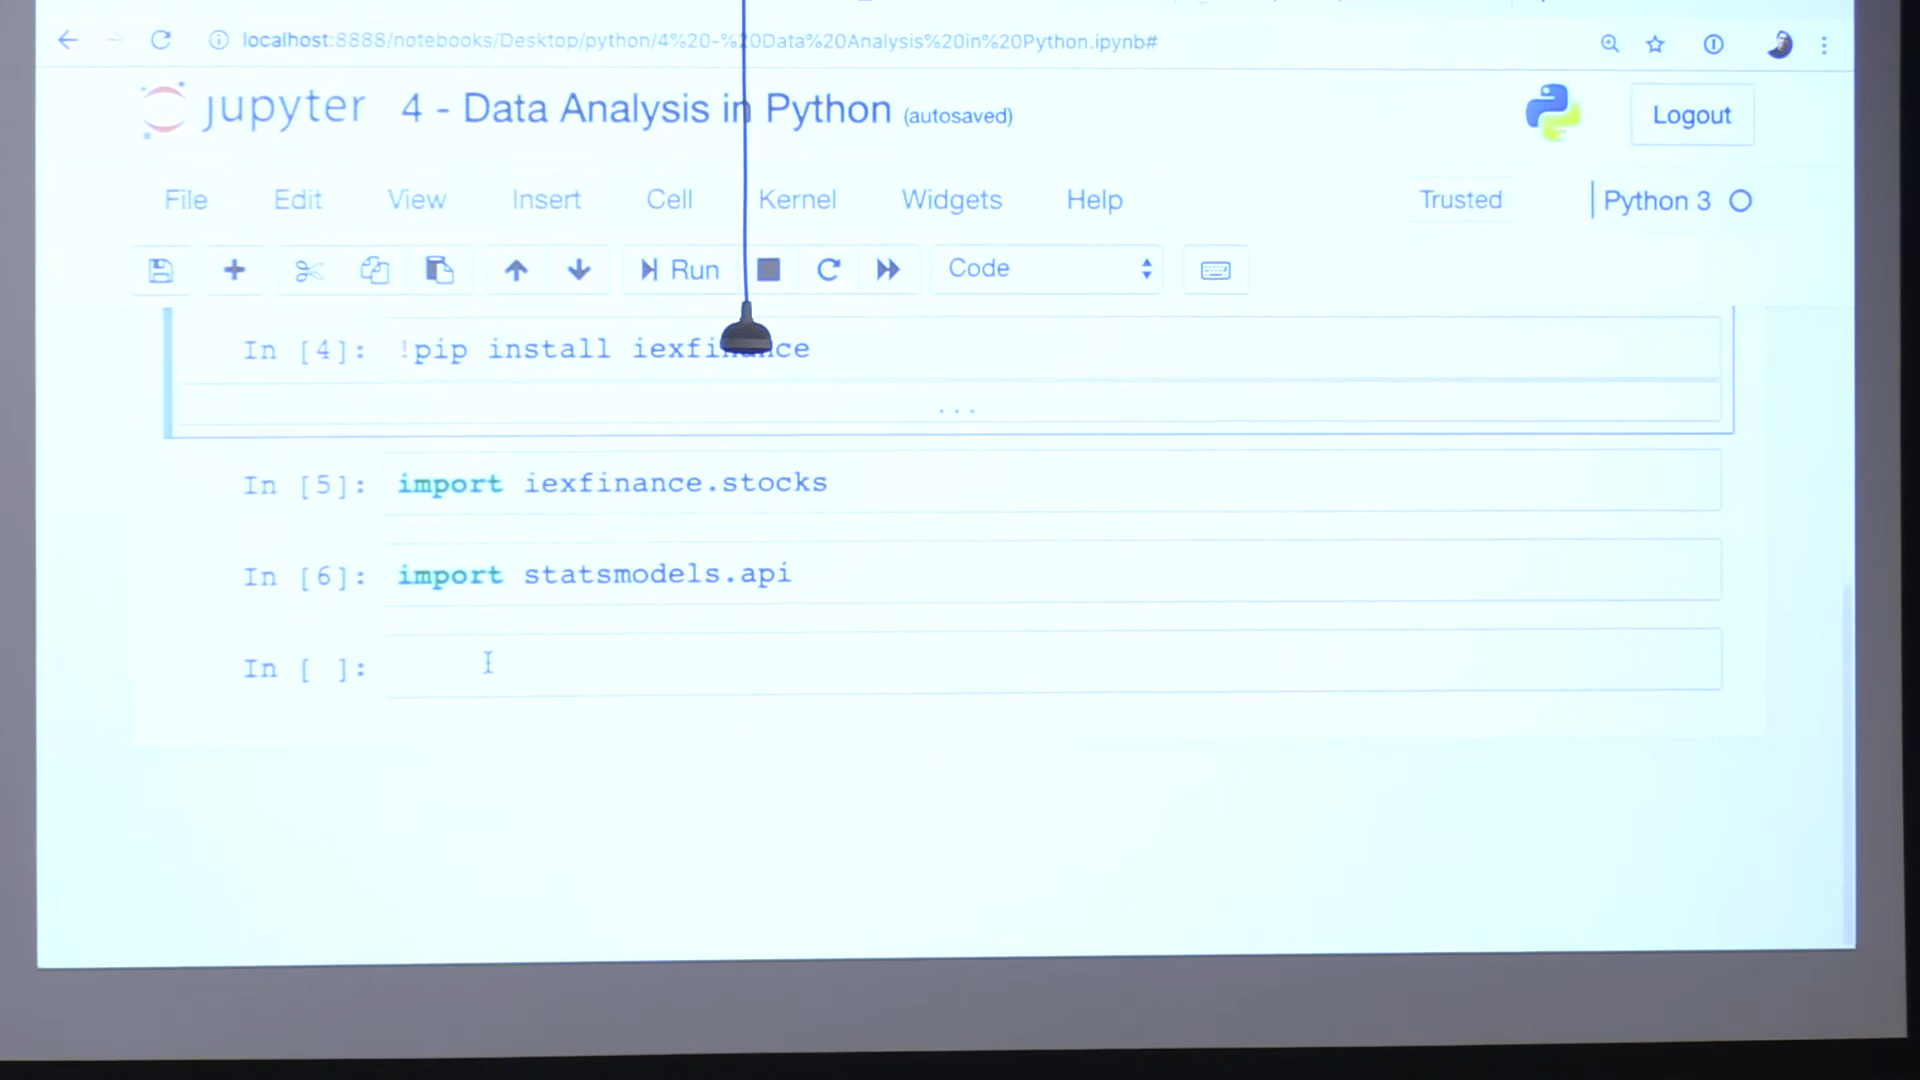 localhost:8888/notebooks/Desktop/python/4%20-%20Data%20Analysis%20in%20Python.ipynb#
jupyter 4 - Data Analysis in Python (autosaved)
Logout
File Edit View Insert Cell Kernel Widgets Help Trusted Python 3
Run Code
In [4]: !pip install iexfinance
...
In [5]: import iexfinance.stocks
In [6]: import statsmodels.api
In [ ]: